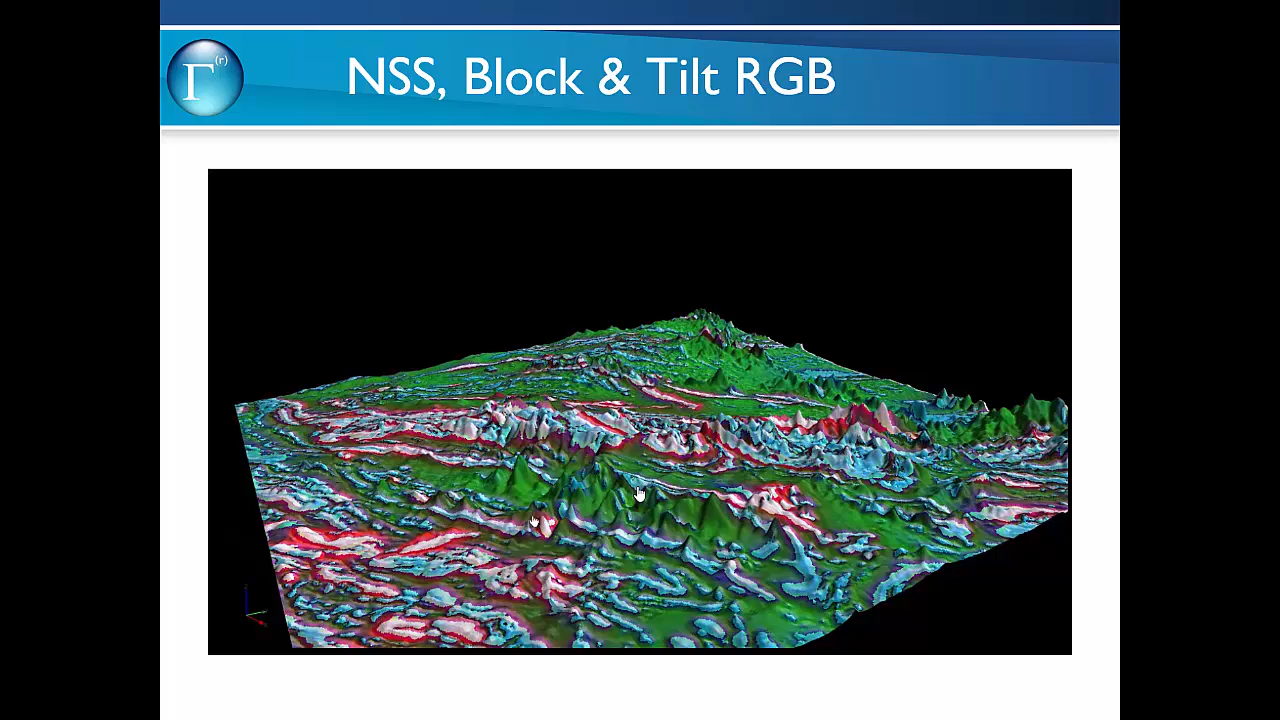 Γ(r)
NSS, Block & Tilt RGB